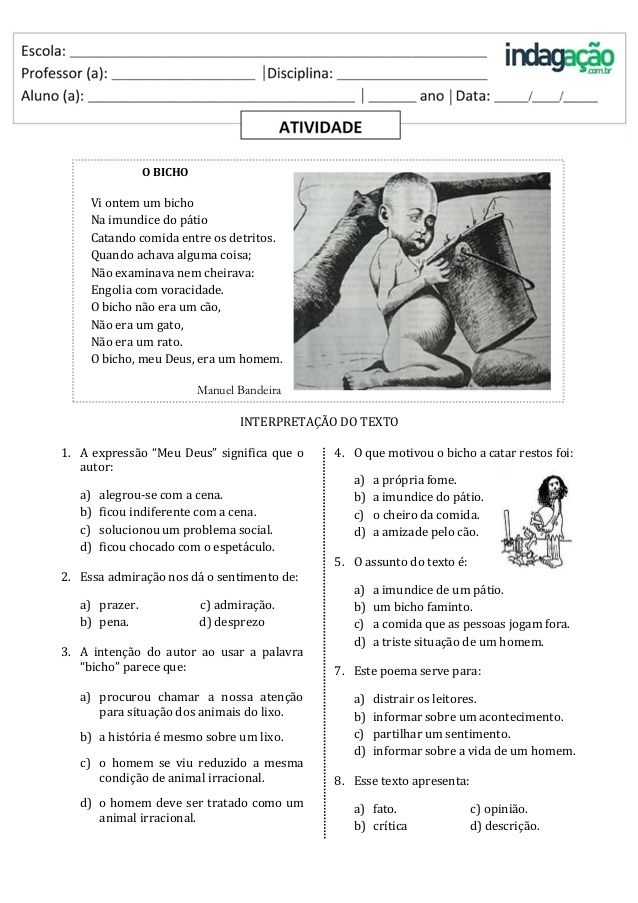 Escola: ___________________________________________________
Professor (a): __________________ |Disciplina: ___________________
Aluno (a): _________________________________ | ______ ano |Data: ____/____/_____
indagação
.com.br
ATIVIDADE
O BICHO
Vi ontem um bicho
Na imundice do pátio
Catando comida entre os detritos.
Quando achava alguma coisa;
Não examinava nem cheirava:
Engolia com voracidade.
O bicho não era um cão,
Não era um gato,
Não era um rato.
O bicho, meu Deus, era um homem.
Manuel Bandeira
INTERPRETAÇÃO DO TEXTO
1. A expressão “Meu Deus” significa que o
autor:
a) alegrou-se com a cena.
b) ficou indiferente com a cena.
c) solucionou um problema social.
d) ficou chocado com o espetáculo.
2. Essa admiração nos dá o sentimento de:
a) prazer. c) admiração.
b) pena. d) desprezo
3. A intenção do autor ao usar a palavra
“bicho” parece que:
a) procurou chamar a nossa atenção
para situação dos animais do lixo.
b) a história é mesmo sobre um lixo.
c) o homem se viu reduzido a mesma
condição de animal irracional.
d) o homem deve ser tratado como um
animal irracional.
4. O que motivou o bicho a catar restos foi:
a) a própria fome.
b) a imundice do pátio.
c) o cheiro da comida.
d) a amizade pelo cão.
5. O assunto do texto é:
a) a imundice de um pátio.
b) um bicho faminto.
c) a comida que as pessoas jogam fora.
d) a triste situação de um homem.
7. Este poema serve para:
a) distrair os leitores.
b) informar sobre um acontecimento.
c) partilhar um sentimento.
d) informar sobre a vida de um homem.
8. Esse texto apresenta:
a) fato. c) opinião.
b) crítica d) descrição.